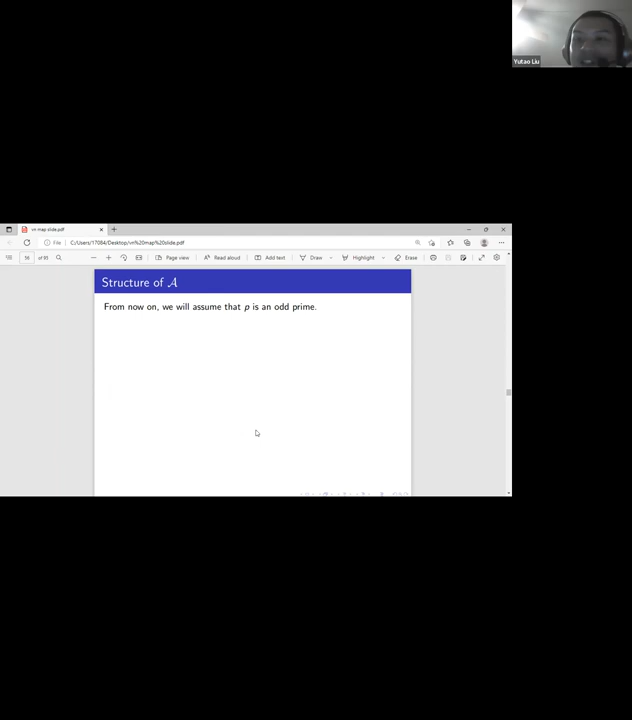 Yutao Liu
vn map slide.pdf
File
C:/Users/17084/Desktop/vn%20map%20slide.pdf
of 93
Page view
Read aloud
Add text
Draw
Highlight
Erase
Structure of 𝒜
From now on, we will assume that p is an odd prime.